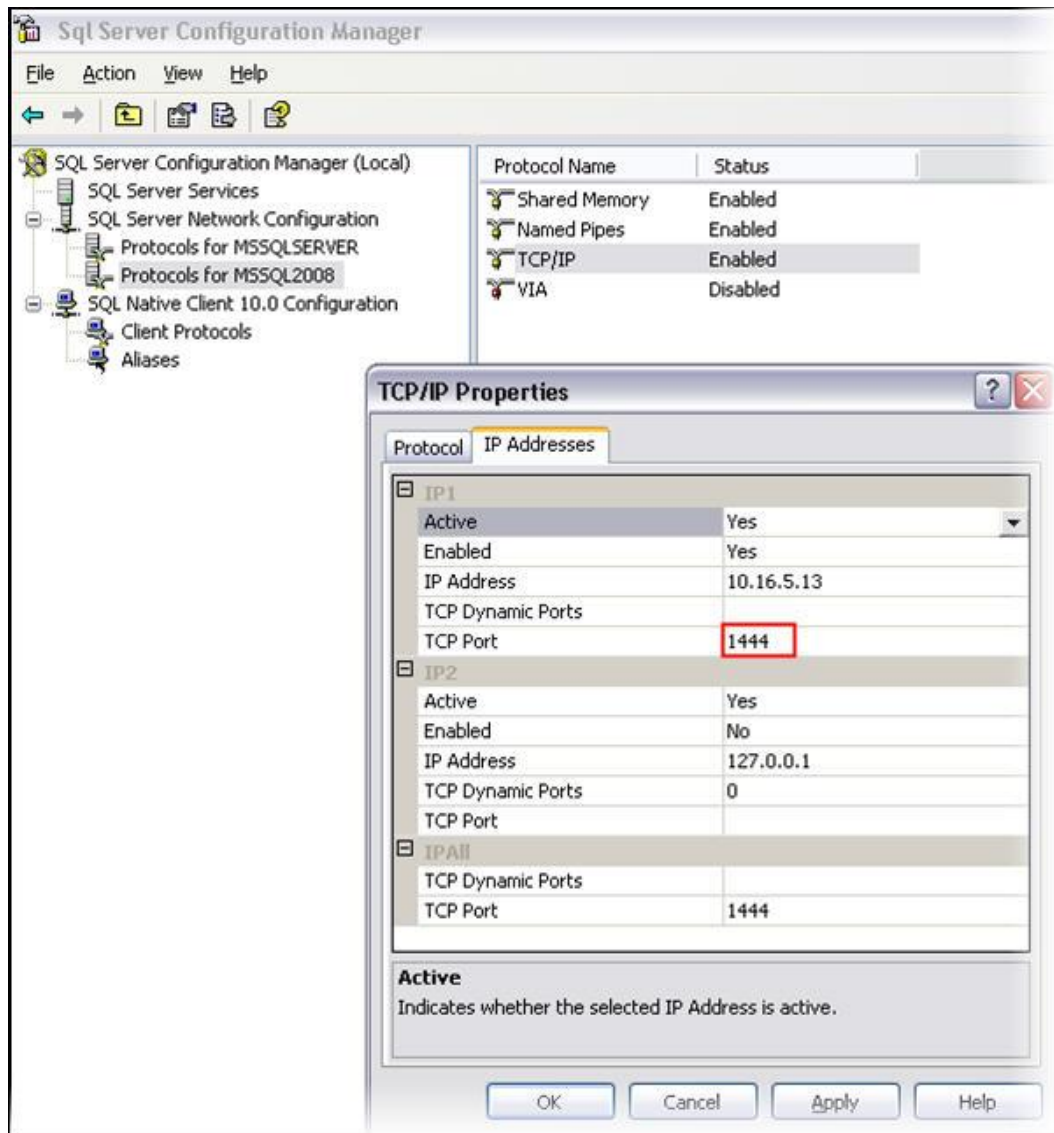 Sql Server Configuration Manager
File Action View Help
SQL Server Configuration Manager (Local)
SQL Server Services
SQL Server Network Configuration
Protocols for MSSQLSERVER
Protocols for MSSQL2008
SQL Native Client 10.0 Configuration
Client Protocols
Aliases
Protocol Name Status
Shared Memory Enabled
Named Pipes Enabled
TCP/IP Enabled
VIA Disabled
TCP/IP Properties
Protocol IP Addresses
IP1
Active Yes
Enabled Yes
IP Address 10.16.5.13
TCP Dynamic Ports
TCP Port 1444
IP2
Active Yes
Enabled No
IP Address 127.0.0.1
TCP Dynamic Ports 0
TCP Port
IPAll
TCP Dynamic Ports
TCP Port 1444
Active
Indicates whether the selected IP Address is active.
OK Cancel Apply Help